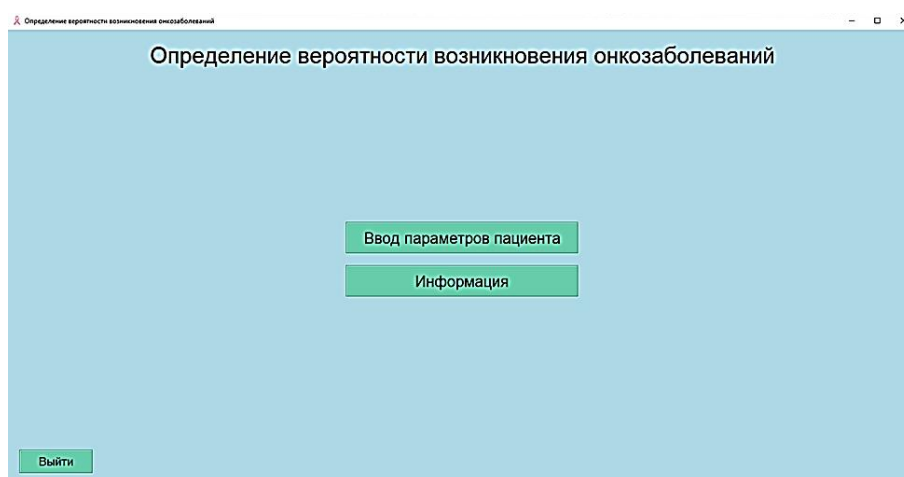 Определение вероятности возникновения онкозаболеваний
Определение вероятности возникновения онкозаболеваний
Ввод параметров пациента
Информация
Выйти